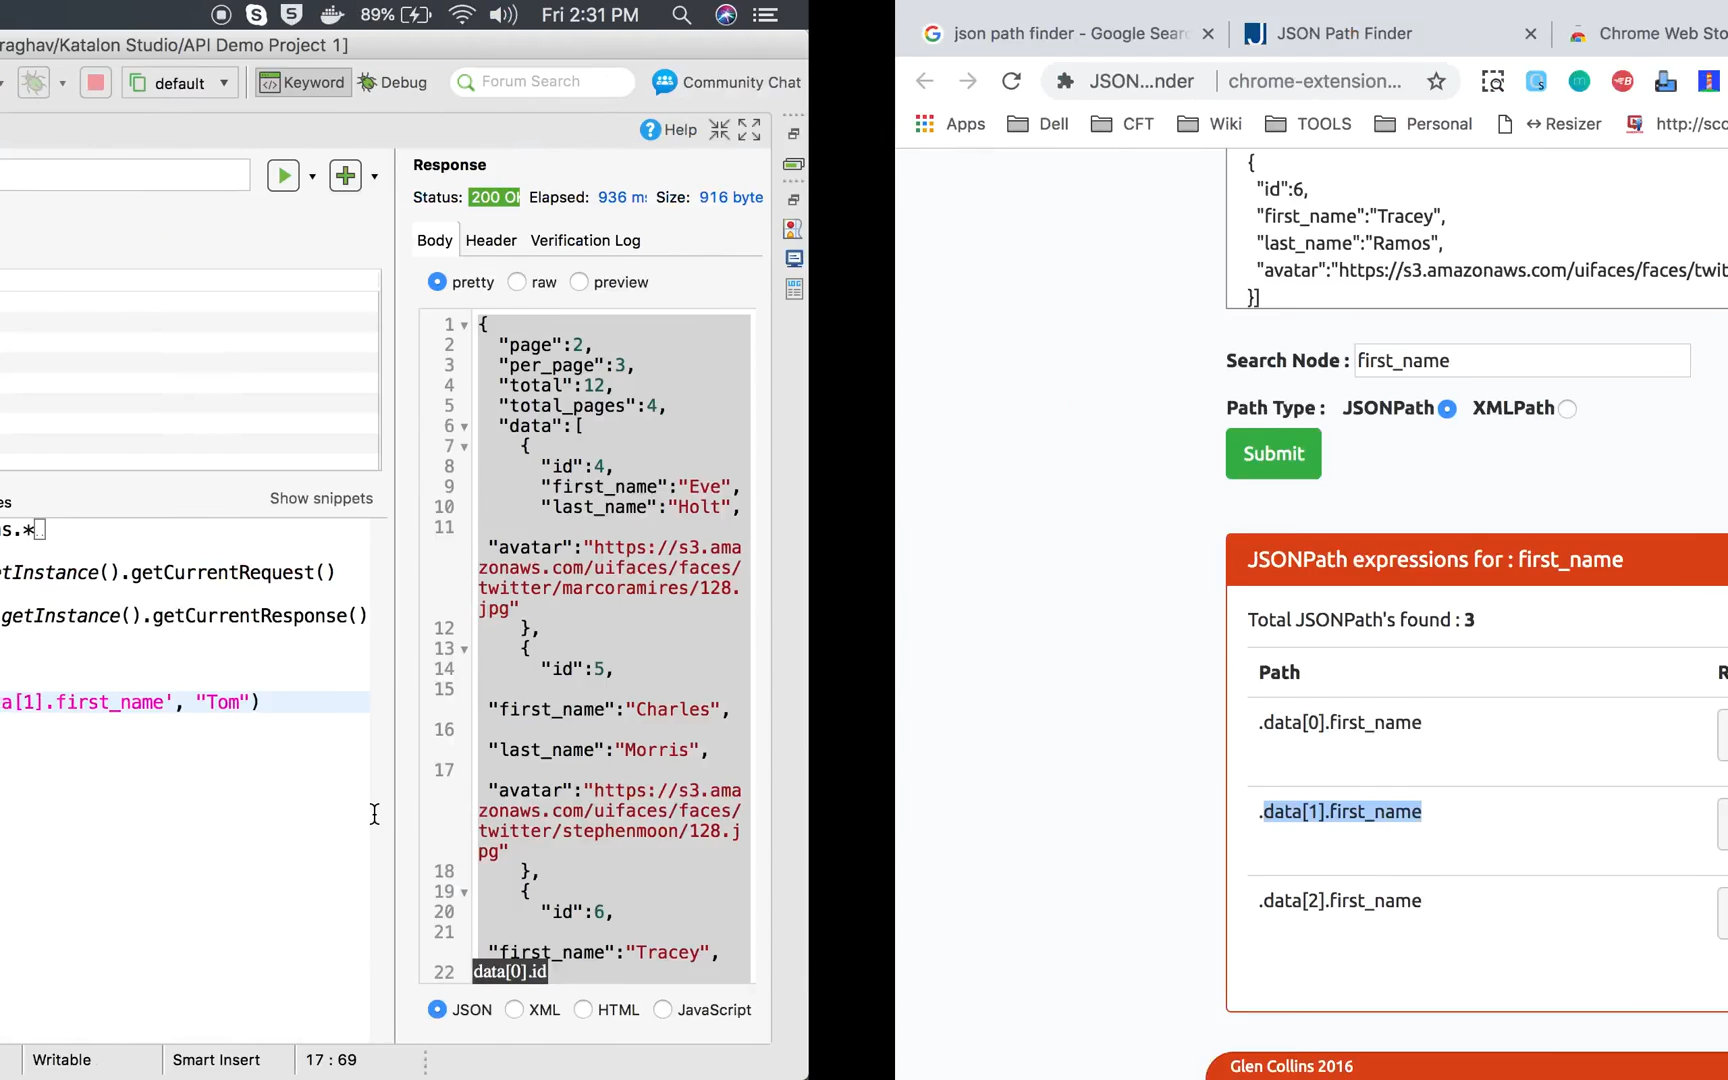 89%
Fri 2:31 PM
raghav/Katalon Studio/API Demo Project 1]
default
Keyword
Debug
Forum Search
Community Chat
Help
es
Show snippets
s.*
etInstance().getCurrentRequest()
getInstance().getCurrentResponse()
a[1].first_name', "Tom")
Writable
Smart Insert
17 : 69
Response
Status: 200 O
Elapsed: 936 m
Size: 916 byte
Body
Header
Verification Log
pretty
raw
preview
1 {
2 "page":2,
3 "per_page":3,
4 "total":12,
5 "total_pages":4,
6 "data":[
7 {
8 "id":4,
9 "first_name":"Eve",
10 "last_name":"Holt",
11
"avatar":"https://s3.ama
zonaws.com/uifaces/faces/
twitter/marcoramires/128.
jpg"
12 },
13 {
14 "id":5,
15
"first_name":"Charles",
16
"last_name":"Morris",
17
"avatar":"https://s3.ama
zonaws.com/uifaces/faces/
twitter/stephenmoon/128.j
pg"
18 },
19 {
20 "id":6,
21
"first_name":"Tracey",
22
data[0].id
JSON
XML
HTML
JavaScript
json path finder - Google Sear
JSON Path Finder
Chrome Web Sto
JSON...nder
chrome-extension...
Apps
Dell
CFT
Wiki
TOOLS
Personal
↔Resizer
http://sco
{
"id":6,
"first_name":"Tracey",
"last_name":"Ramos",
"avatar":"https://s3.amazonaws.com/uifaces/faces/twit
}]
Search Node : first_name
Path Type : JSONPath XMLPath
Submit
JSONPath expressions for : first_name
Total JSONPath's found : 3
Path
.data[0].first_name
.data[1].first_name
.data[2].first_name
Glen Collins 2016